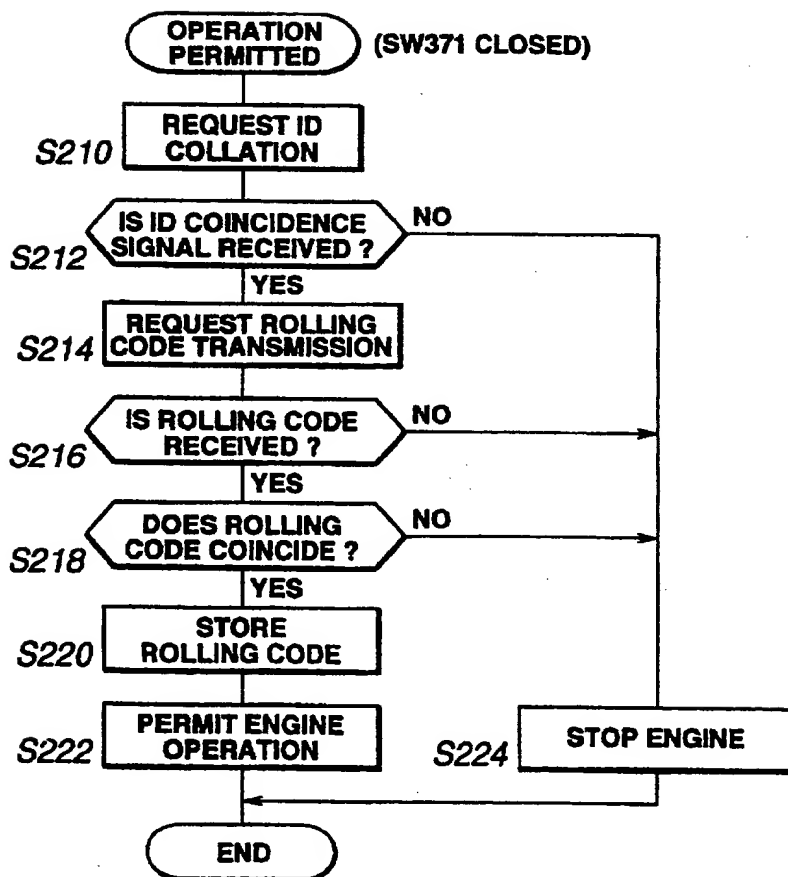 OPERATION
PERMITTED
(SW371 CLOSED)
REQUEST ID
COLLATION
S210
IS ID COINCIDENCE
SIGNAL RECEIVED ?
NO
S212
YES
REQUEST ROLLING
CODE TRANSMISSION
S214
IS ROLLING CODE
RECEIVED ?
NO
S216
YES
DOES ROLLING
CODE COINCIDE ?
NO
S218
YES
STORE
ROLLING CODE
S220
PERMIT ENGINE
OPERATION
S222
STOP ENGINE
S224
END